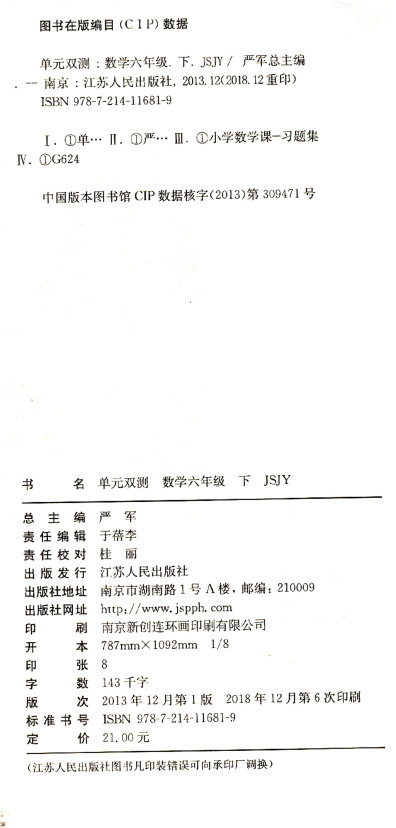 图书在版编目(CIP)数据
单元双测：数学六年级. 下. JSJY / 严军总主编
. -- 南京：江苏人民出版社, 2013.12(2018.12重印)
ISBN 978-7-214-11681-9
Ⅰ. ①单… Ⅱ. ①严… Ⅲ. ①小学数学课－习题集
Ⅳ. ①G624
中国版本图书馆CIP数据核字(2013)第309471号
书 名 单元双测 数学六年级 下 JSJY
总 主 编 严 军
责任编辑 于蓓李
责任校对 桂 丽
出版发行 江苏人民出版社
出版社地址 南京市湖南路1号A楼，邮编：210009
出版社网址 http://www.jspph.com
印 刷 南京新创连环画印刷有限公司
开 本 787mm×1092mm 1/8
印 张 8
字 数 143千字
版 次 2013年12月第1版 2018年12月第6次印刷
标准书号 ISBN 978-7-214-11681-9
定 价 21.00元
(江苏人民出版社图书凡印装错误可向承印厂调换)